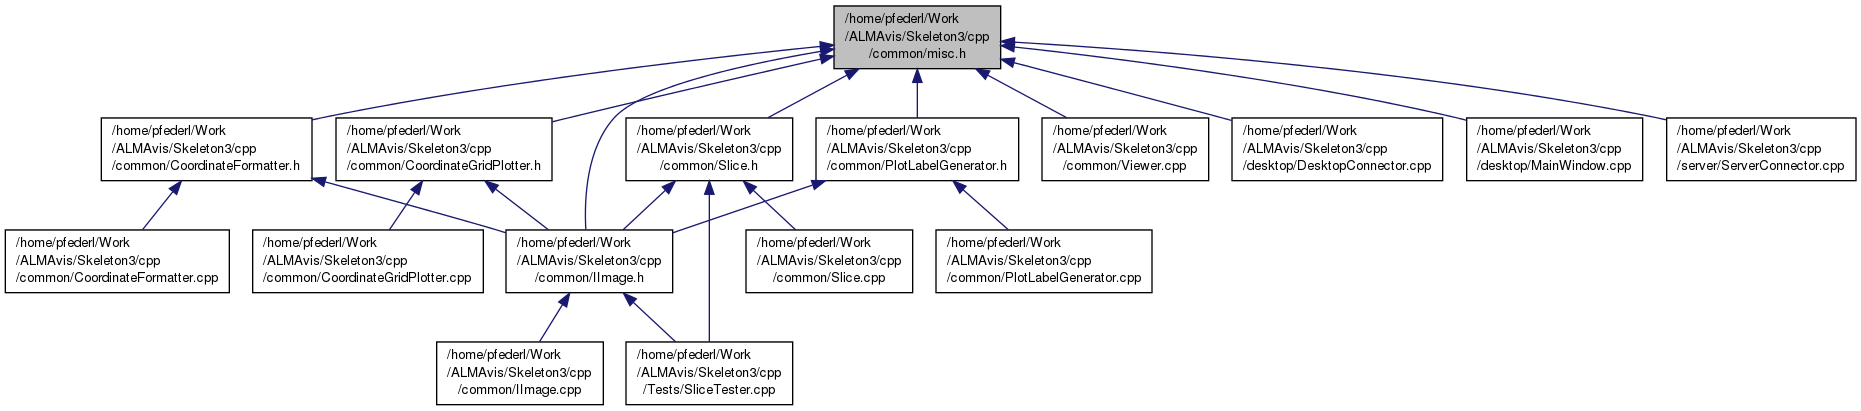 /home/pfederl/Work
/ALMAvis/Skeleton3/cpp
/common/misc.h
/home/pfederl/Work
/ALMAvis/Skeleton3/cpp
/common/CoordinateFormatter.h
/home/pfederl/Work
/ALMAvis/Skeleton3/cpp
/common/CoordinateGridPlotter.h
/home/pfederl/Work
/ALMAvis/Skeleton3/cpp
/common/Slice.h
/home/pfederl/Work
/ALMAvis/Skeleton3/cpp
/common/PlotLabelGenerator.h
/home/pfederl/Work
/ALMAvis/Skeleton3/cpp
/common/Viewer.cpp
/home/pfederl/Work
/ALMAvis/Skeleton3/cpp
/desktop/DesktopConnector.cpp
/home/pfederl/Work
/ALMAvis/Skeleton3/cpp
/desktop/MainWindow.cpp
/home/pfederl/Work
/ALMAvis/Skeleton3/cpp
/server/ServerConnector.cpp
/home/pfederl/Work
/ALMAvis/Skeleton3/cpp
/common/CoordinateFormatter.cpp
/home/pfederl/Work
/ALMAvis/Skeleton3/cpp
/common/CoordinateGridPlotter.cpp
/home/pfederl/Work
/ALMAvis/Skeleton3/cpp
/common/IImage.h
/home/pfederl/Work
/ALMAvis/Skeleton3/cpp
/common/Slice.cpp
/home/pfederl/Work
/ALMAvis/Skeleton3/cpp
/common/PlotLabelGenerator.cpp
/home/pfederl/Work
/ALMAvis/Skeleton3/cpp
/common/IImage.cpp
/home/pfederl/Work
/ALMAvis/Skeleton3/cpp
/Tests/SliceTester.cpp